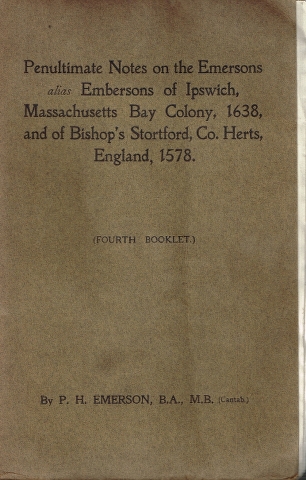 Penultimate Notes on the Emersons
alias Embersons of Ipswich,
Massachusetts Bay Colony, 1638,
and of Bishop's Stortford, Co. Herts,
England, 1578.
(FOURTH BOOKLET.)
By P. H. EMERSON, B.A., M.B. (Cantab.)